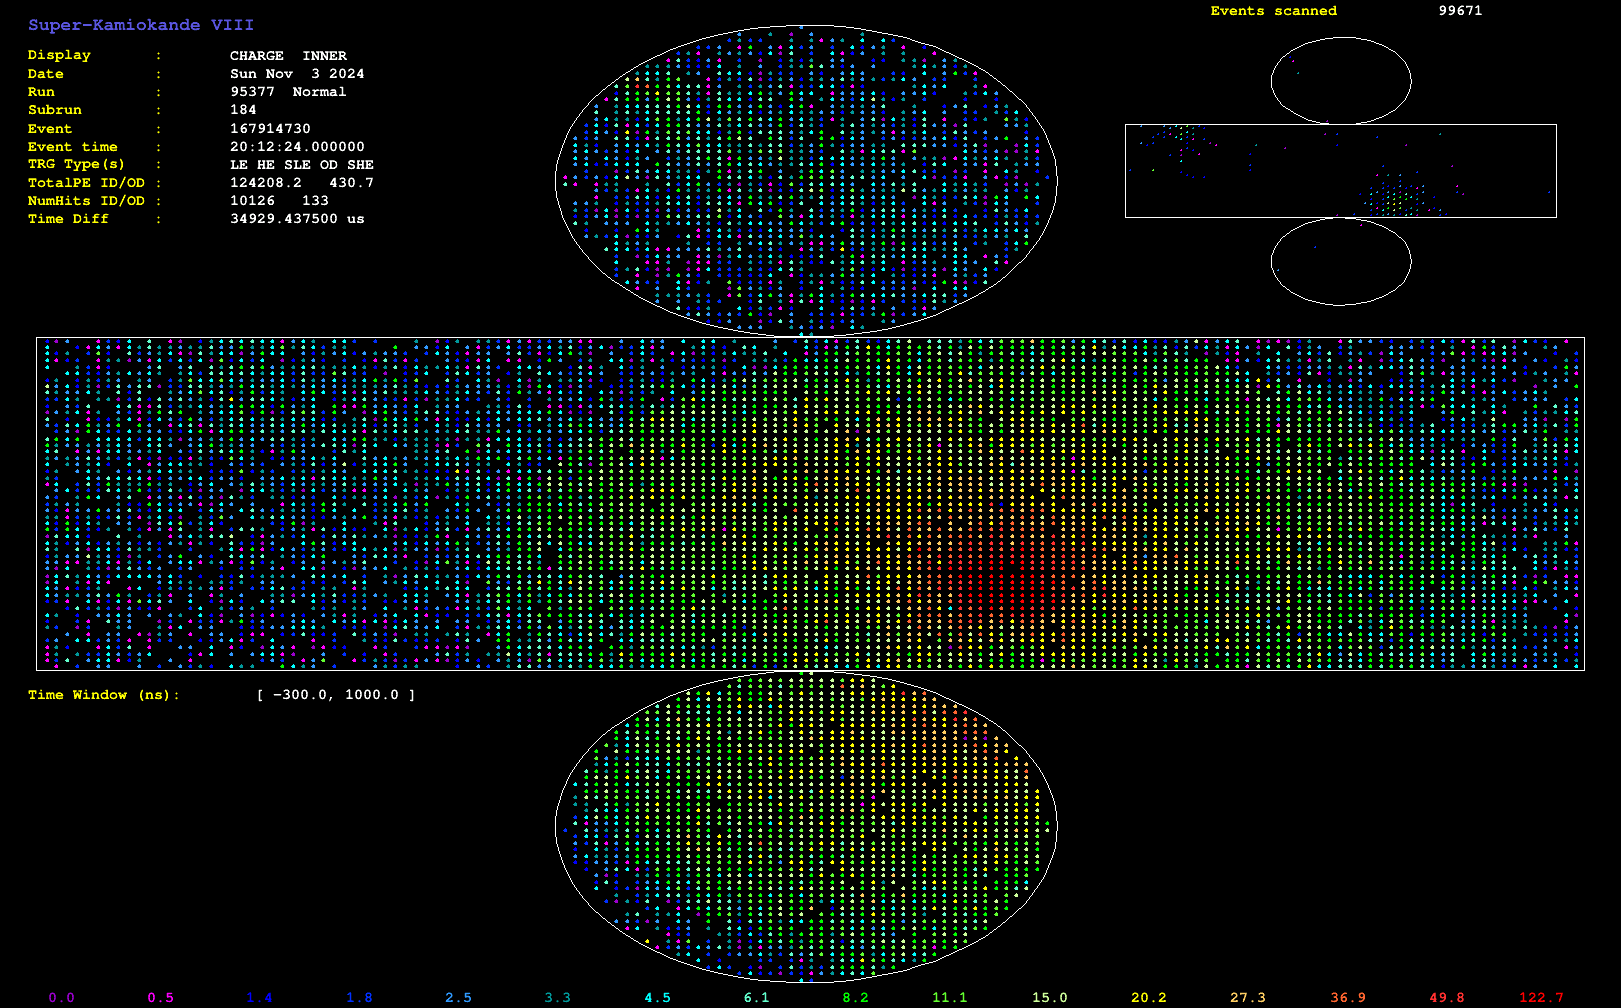 Super-Kamiokande VIII
Events scanned 99671
Display : CHARGE INNER
Date : Sun Nov 3 2024
Run : 95377 Normal
Subrun : 184
Event : 167914730
Event time : 20:12:24.000000
TRG Type(s) : LE HE SLE OD SHE
TotalPE ID/OD : 124208.2 430.7
NumHits ID/OD : 10126 133
Time Diff : 34929.437500 us
Time Window (ns): [ −300.0, 1000.0 ]
0.0 0.5 1.4 1.8 2.5 3.3 4.5 6.1 8.2 11.1 15.0 20.2 27.3 36.9 49.8 122.7